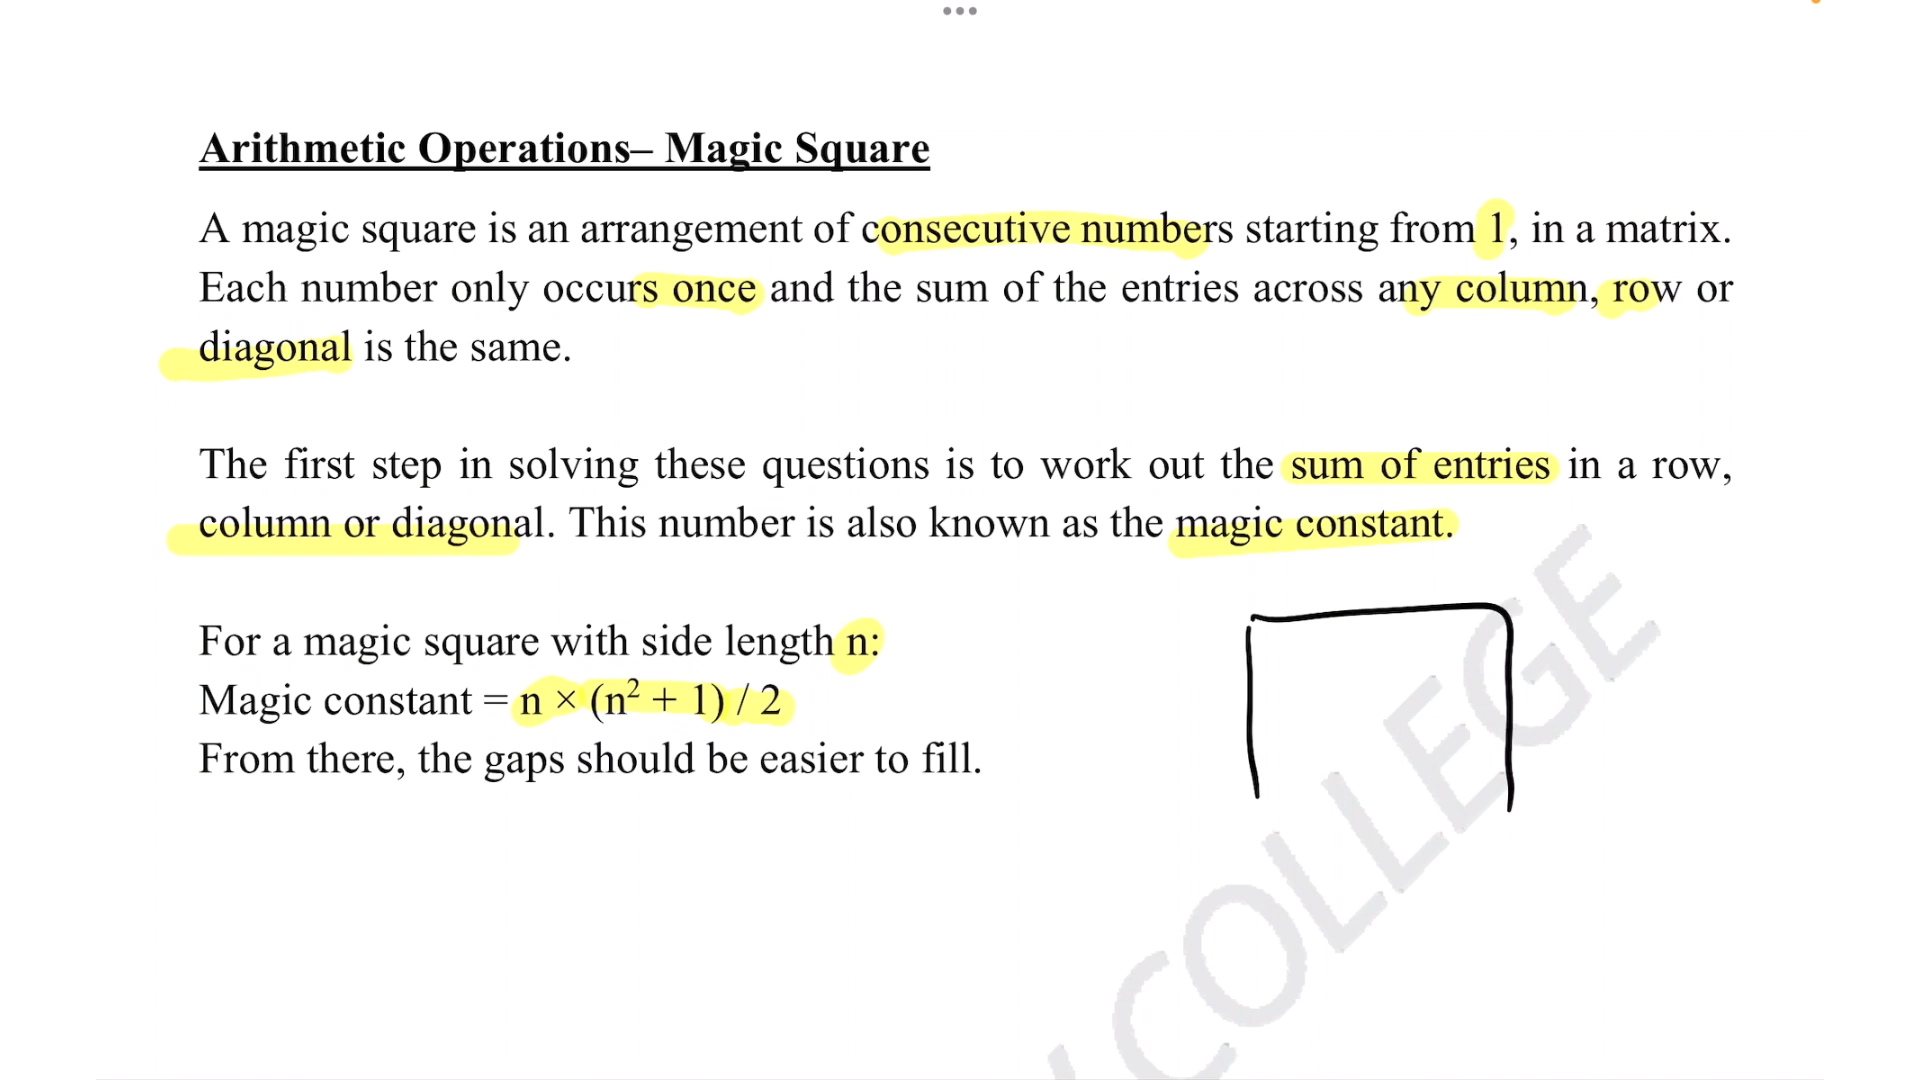 Arithmetic Operations– Magic Square
A magic square is an arrangement of consecutive numbers starting from 1, in a matrix.
Each number only occurs once and the sum of the entries across any column, row or
diagonal is the same.
The first step in solving these questions is to work out the sum of entries in a row,
column or diagonal. This number is also known as the magic constant.
For a magic square with side length n:
Magic constant = n × (n² + 1) / 2
From there, the gaps should be easier to fill.
COLLEGE